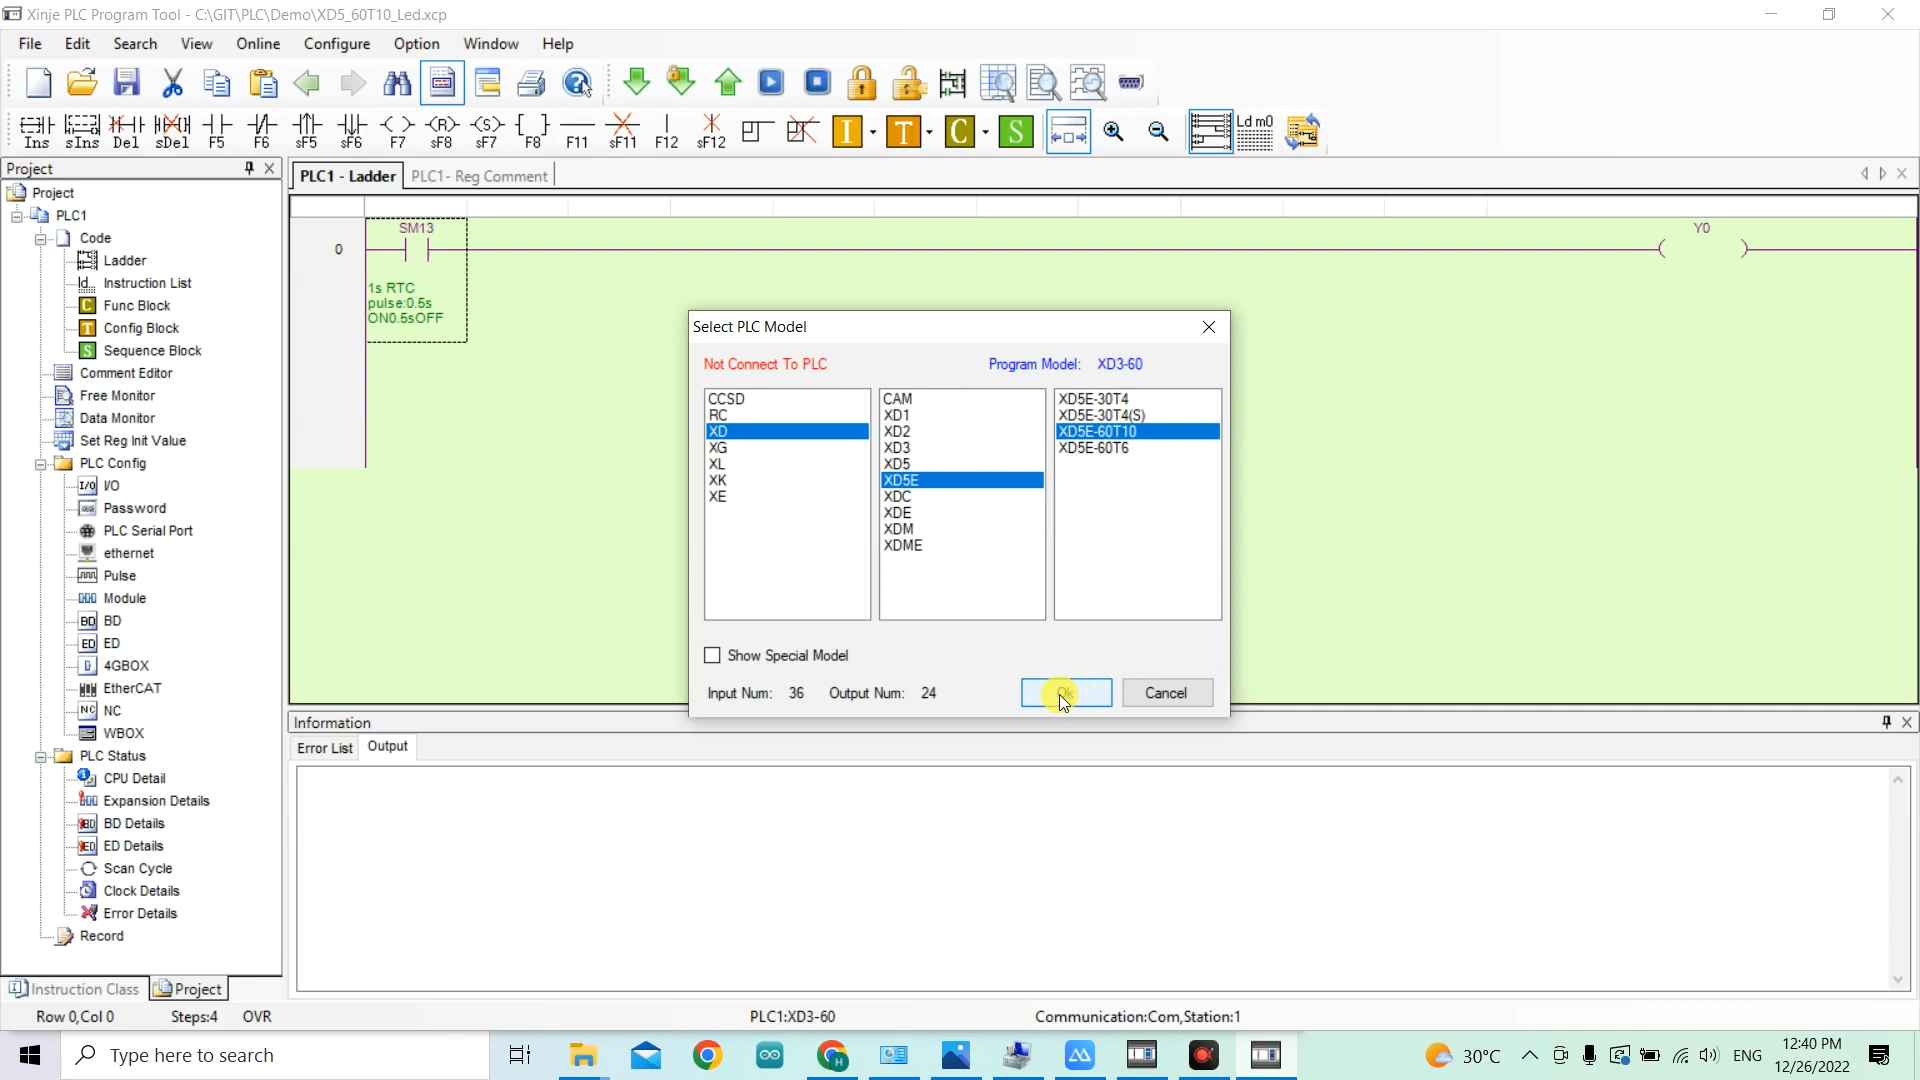 Xinje PLC Program Tool - C:\GIT\PLC\Demo\XD5_60T10_Led.xcp
File Edit Search View Online Configure Option Window Help
Ins sIns Del sDel F5 F6 sF5 sF6 F7 sF8 sF7 F8 F11 sF11 F12 sF12 I T C S Ld m0
Project
PLC1 - Ladder PLC1- Reg Comment
Project
PLC1
Code
Ladder
Instruction List
Func Block
Config Block
Sequence Block
Comment Editor
Free Monitor
Data Monitor
Set Reg Init Value
PLC Config
I/O
Password
PLC Serial Port
ethernet
Pulse
Module
BD
ED
4GBOX
EtherCAT
NC
WBOX
PLC Status
CPU Detail
Expansion Details
BD Details
ED Details
Scan Cycle
Clock Details
Error Details
Record
Instruction Class Project
SM13 Y0
0
1s RTC
pulse:0.5s
ON0.5sOFF
Select PLC Model
Not Connect To PLC Program Model: XD3-60
CCSD
RC
XD
XG
XL
XK
XE
CAM
XD1
XD2
XD3
XD5
XD5E
XDC
XDE
XDM
XDME
XD5E-30T4
XD5E-30T4(S)
XD5E-60T10
XD5E-60T6
Show Special Model
Input Num: 36 Output Num: 24 Ok Cancel
Information
Error List Output
Row 0,Col 0 Steps:4 OVR PLC1:XD3-60 Communication:Com,Station:1
Type here to search
30°C ENG
12:40 PM
12/26/2022